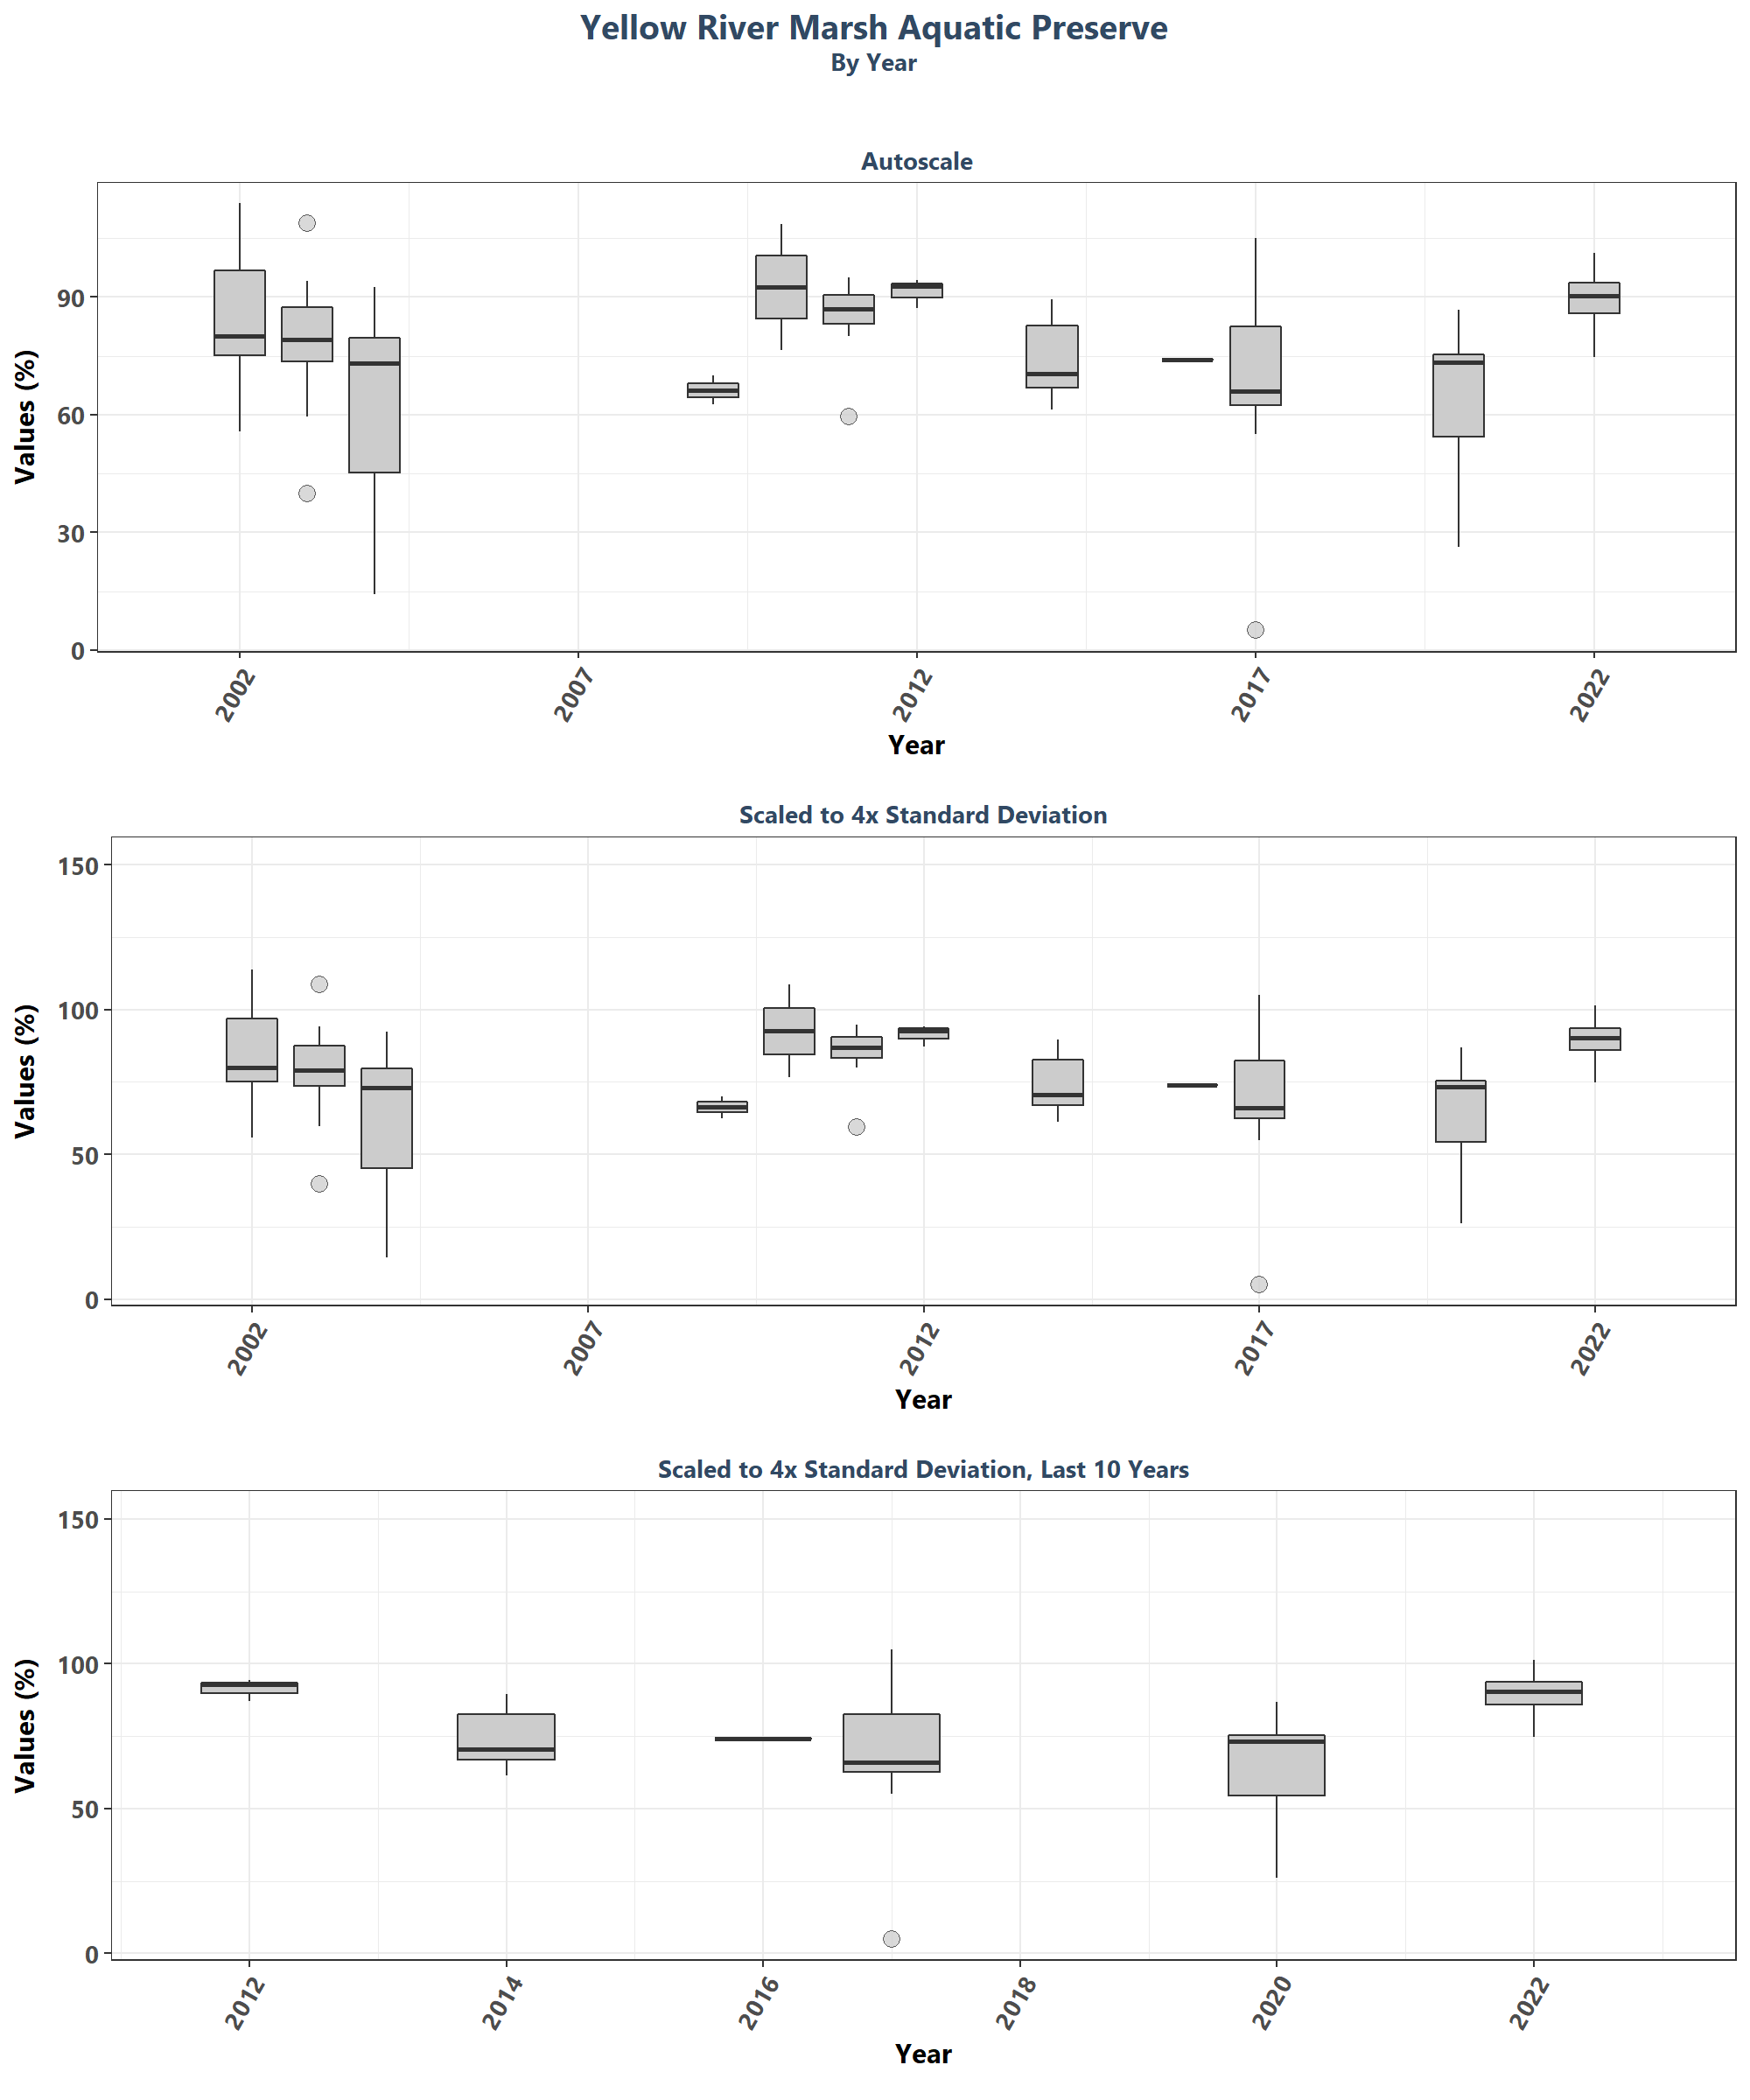 Yellow River Marsh Aquatic Preserve
By Year
Autoscale
Values (%)
90
60
30
0
2002
2007
2012
2017
2022
Year
Scaled to 4x Standard Deviation
Values (%)
150
100
50
0
2002
2007
2012
2017
2022
Year
Scaled to 4x Standard Deviation, Last 10 Years
Values (%)
150
100
50
0
2012
2014
2016
2018
2020
2022
Year